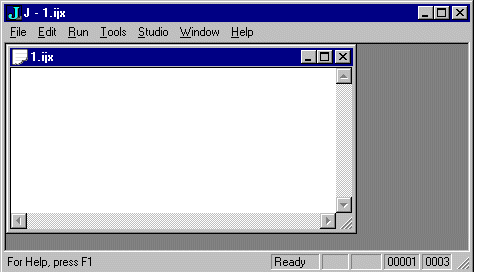 J - 1.ijx
File Edit Run Tools Studio Window Help
1.ijx
For Help, press F1 Ready 00001 0003